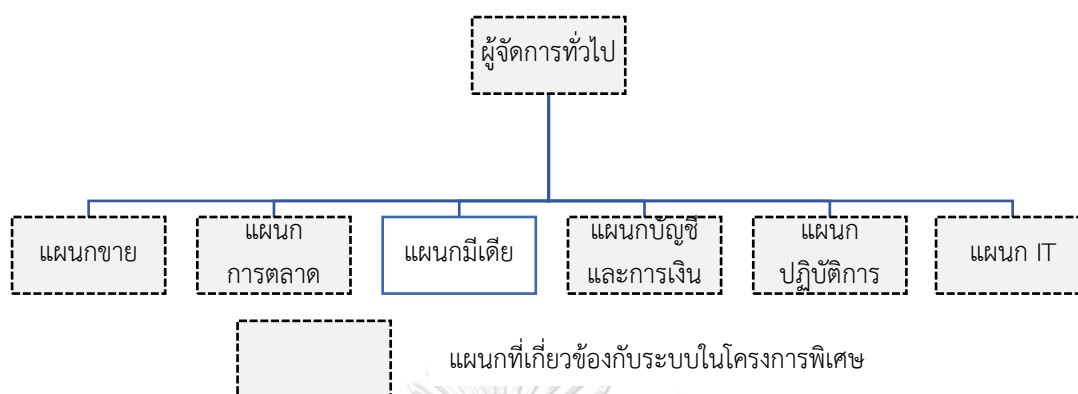 ผู้จัดการทั่วไป
แผนกขาย
แผนก
การตลาด
แผนกมีเดีย
แผนกบัญชี
และการเงิน
แผนก
ปฏิบัติการ
แผนก IT
แผนกที่เกี่ยวข้องกับระบบในโครงการพิเศษ